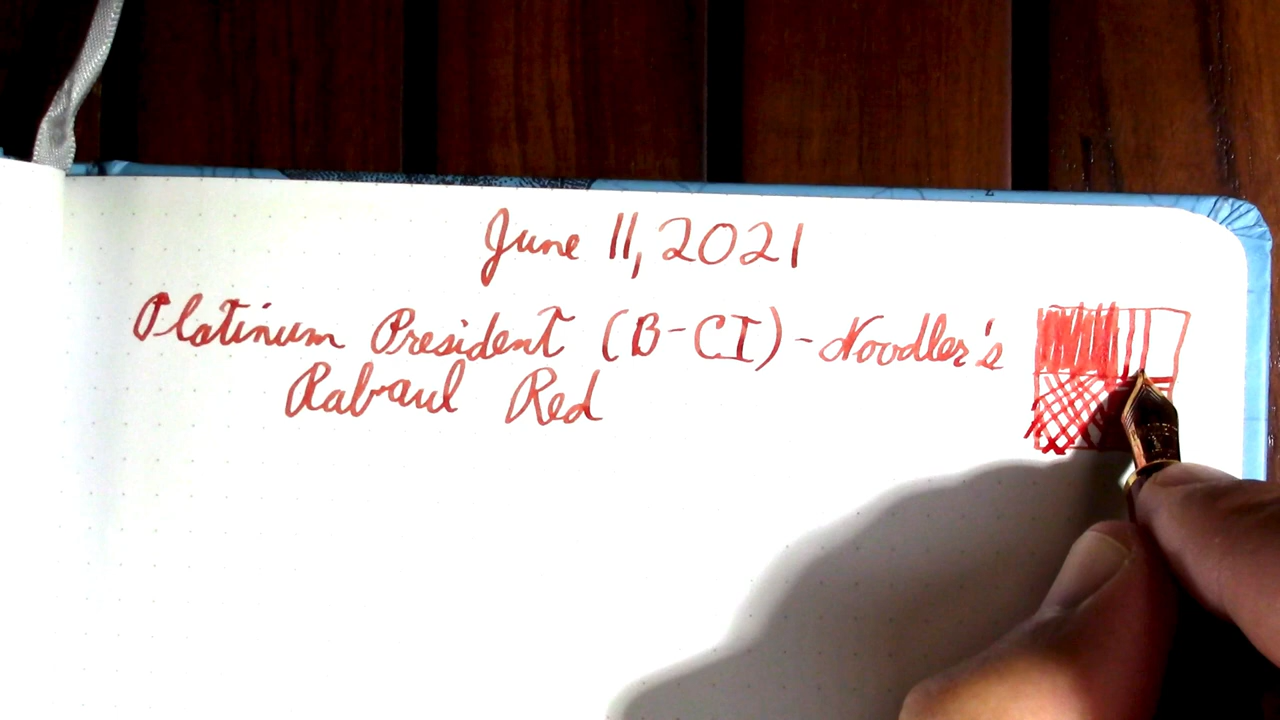 June 11, 2021
Platinum President (B-CI) - Noodler's
Rabaul Red